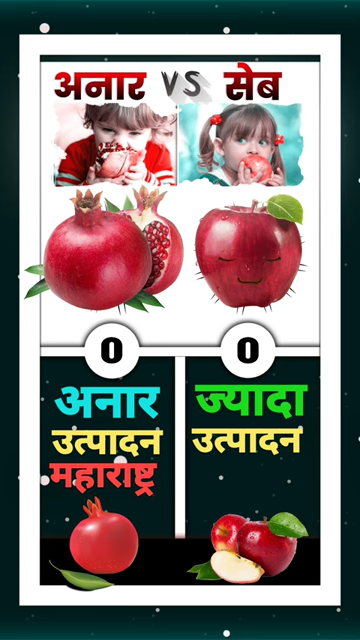 अनार VS सेब
0 0
अनार
उत्पादन
महाराष्ट्र
ज्यादा
उत्पादन